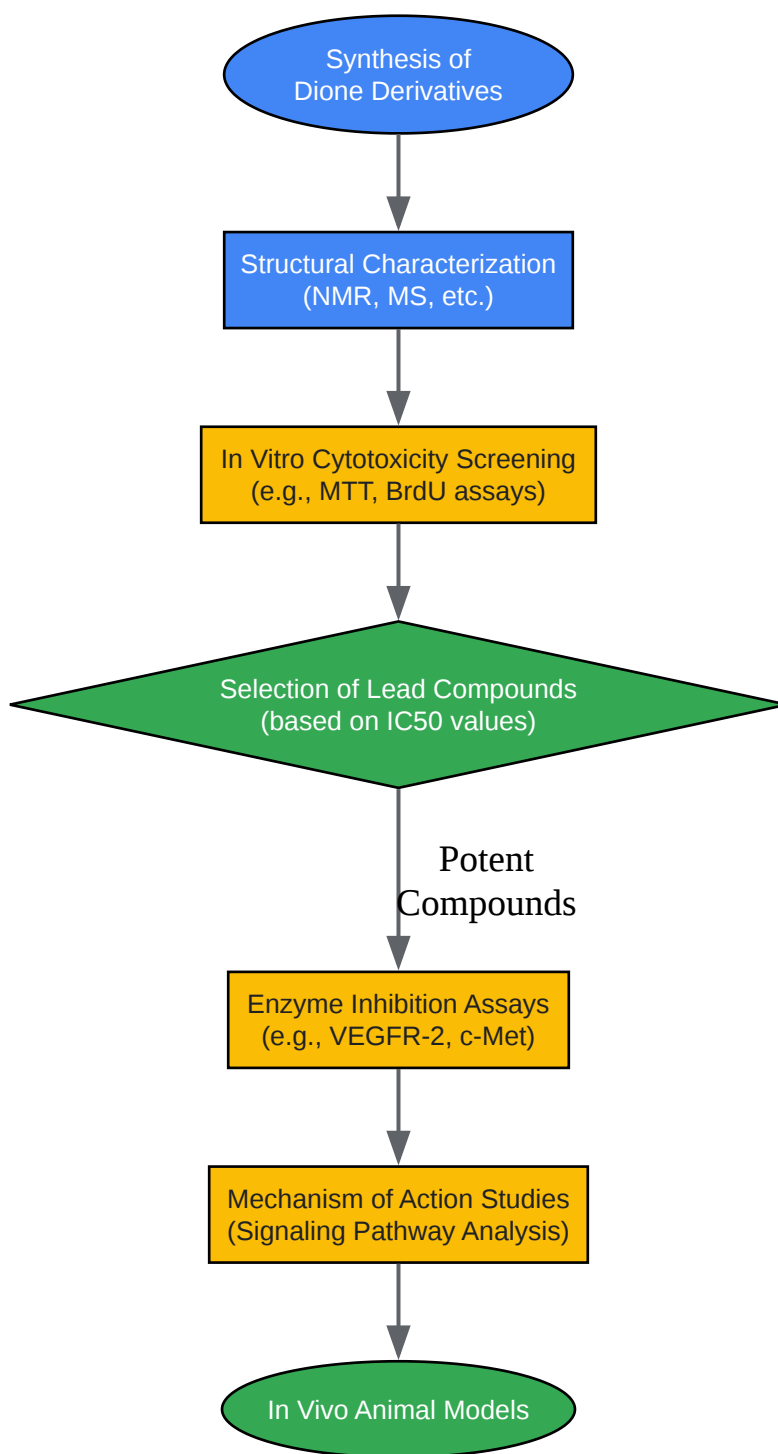 Synthesis of
Dione Derivatives
Structural Characterization
(NMR, MS, etc.)
In Vitro Cytotoxicity Screening
(e.g., MTT, BrdU assays)
Selection of Lead Compounds
(based on IC50 values)
Potent
Compounds
Enzyme Inhibition Assays
(e.g., VEGFR-2, c-Met)
Mechanism of Action Studies
(Signaling Pathway Analysis)
In Vivo Animal Models